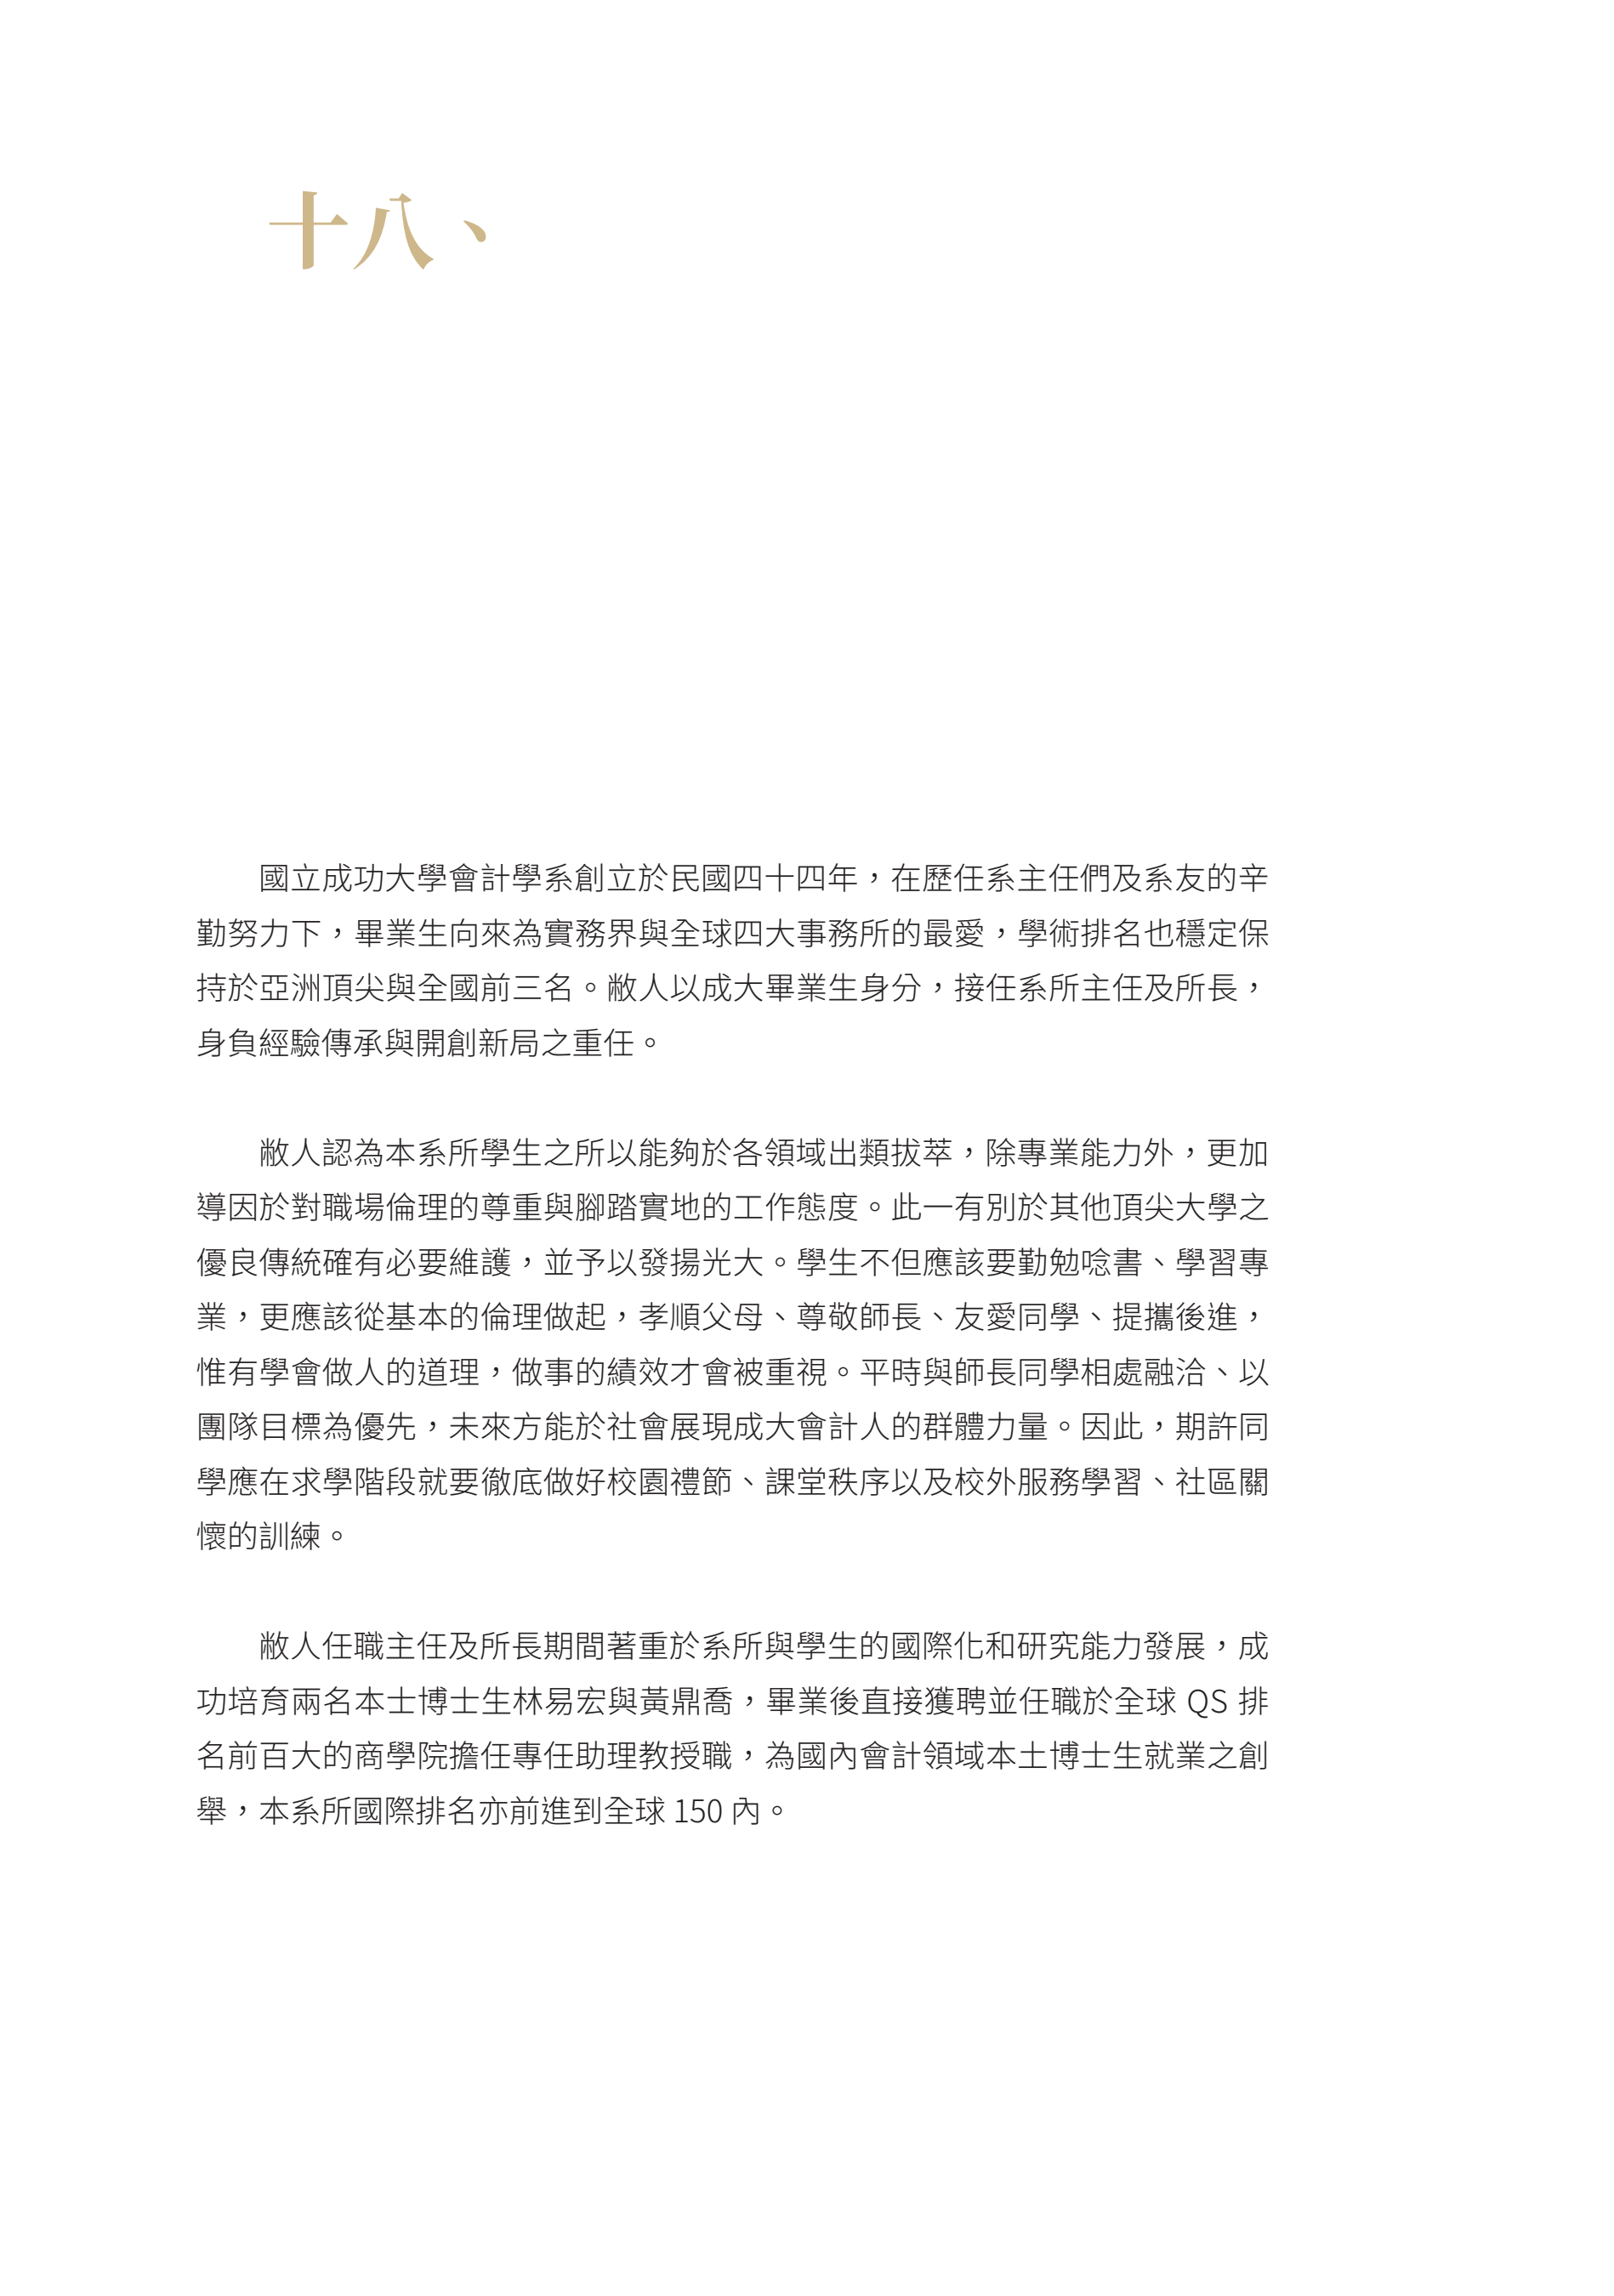 十八、
國立成功大學會計學系創立於民國四十四年，在歷任系主任們及系友的辛
勤努力下，畢業生向來為實務界與全球四大事務所的最愛，學術排名也穩定保
持於亞洲頂尖與全國前三名。敝人以成大畢業生身分，接任系所主任及所長，
身負經驗傳承與開創新局之重任。
敝人認為本系所學生之所以能夠於各領域出類拔萃，除專業能力外，更加
導因於對職場倫理的尊重與腳踏實地的工作態度。此一有別於其他頂尖大學之
優良傳統確有必要維護，並予以發揚光大。學生不但應該要勤勉唸書、學習專
業，更應該從基本的倫理做起，孝順父母、尊敬師長、友愛同學、提攜後進，
惟有學會做人的道理，做事的績效才會被重視。平時與師長同學相處融洽、以
團隊目標為優先，未來方能於社會展現成大會計人的群體力量。因此，期許同
學應在求學階段就要徹底做好校園禮節、課堂秩序以及校外服務學習、社區關
懷的訓練。
敝人任職主任及所長期間著重於系所與學生的國際化和研究能力發展，成
功培育兩名本士博士生林易宏與黃鼎喬，畢業後直接獲聘並任職於全球 QS 排
名前百大的商學院擔任專任助理教授職，為國內會計領域本土博士生就業之創
舉，本系所國際排名亦前進到全球 150 內。